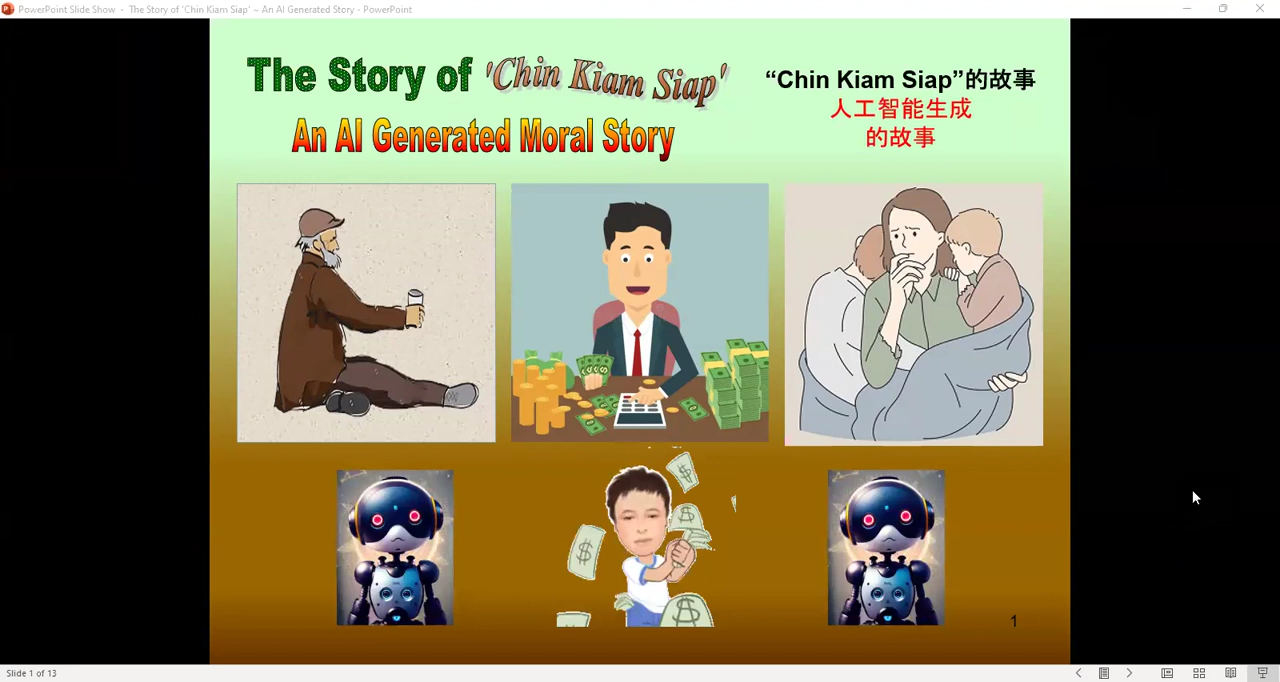 PowerPoint Slide Show - The Story of 'Chin Kiam Siap' ~ An AI Generated Story - PowerPoint
The Story of 'Chin Kiam Siap'
An AI Generated Moral Story
“Chin Kiam Siap”的故事
人工智能生成
的故事
1
Slide 1 of 13